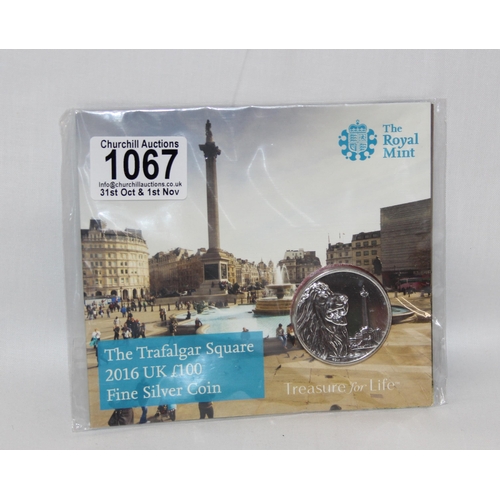 Churchill Auctions
1067
Info@churchillauctions.co.uk
31st Oct & 1st Nov
The
Royal
Mint
The Trafalgar Square
2016 UK £100
Fine Silver Coin
Treasure for Life